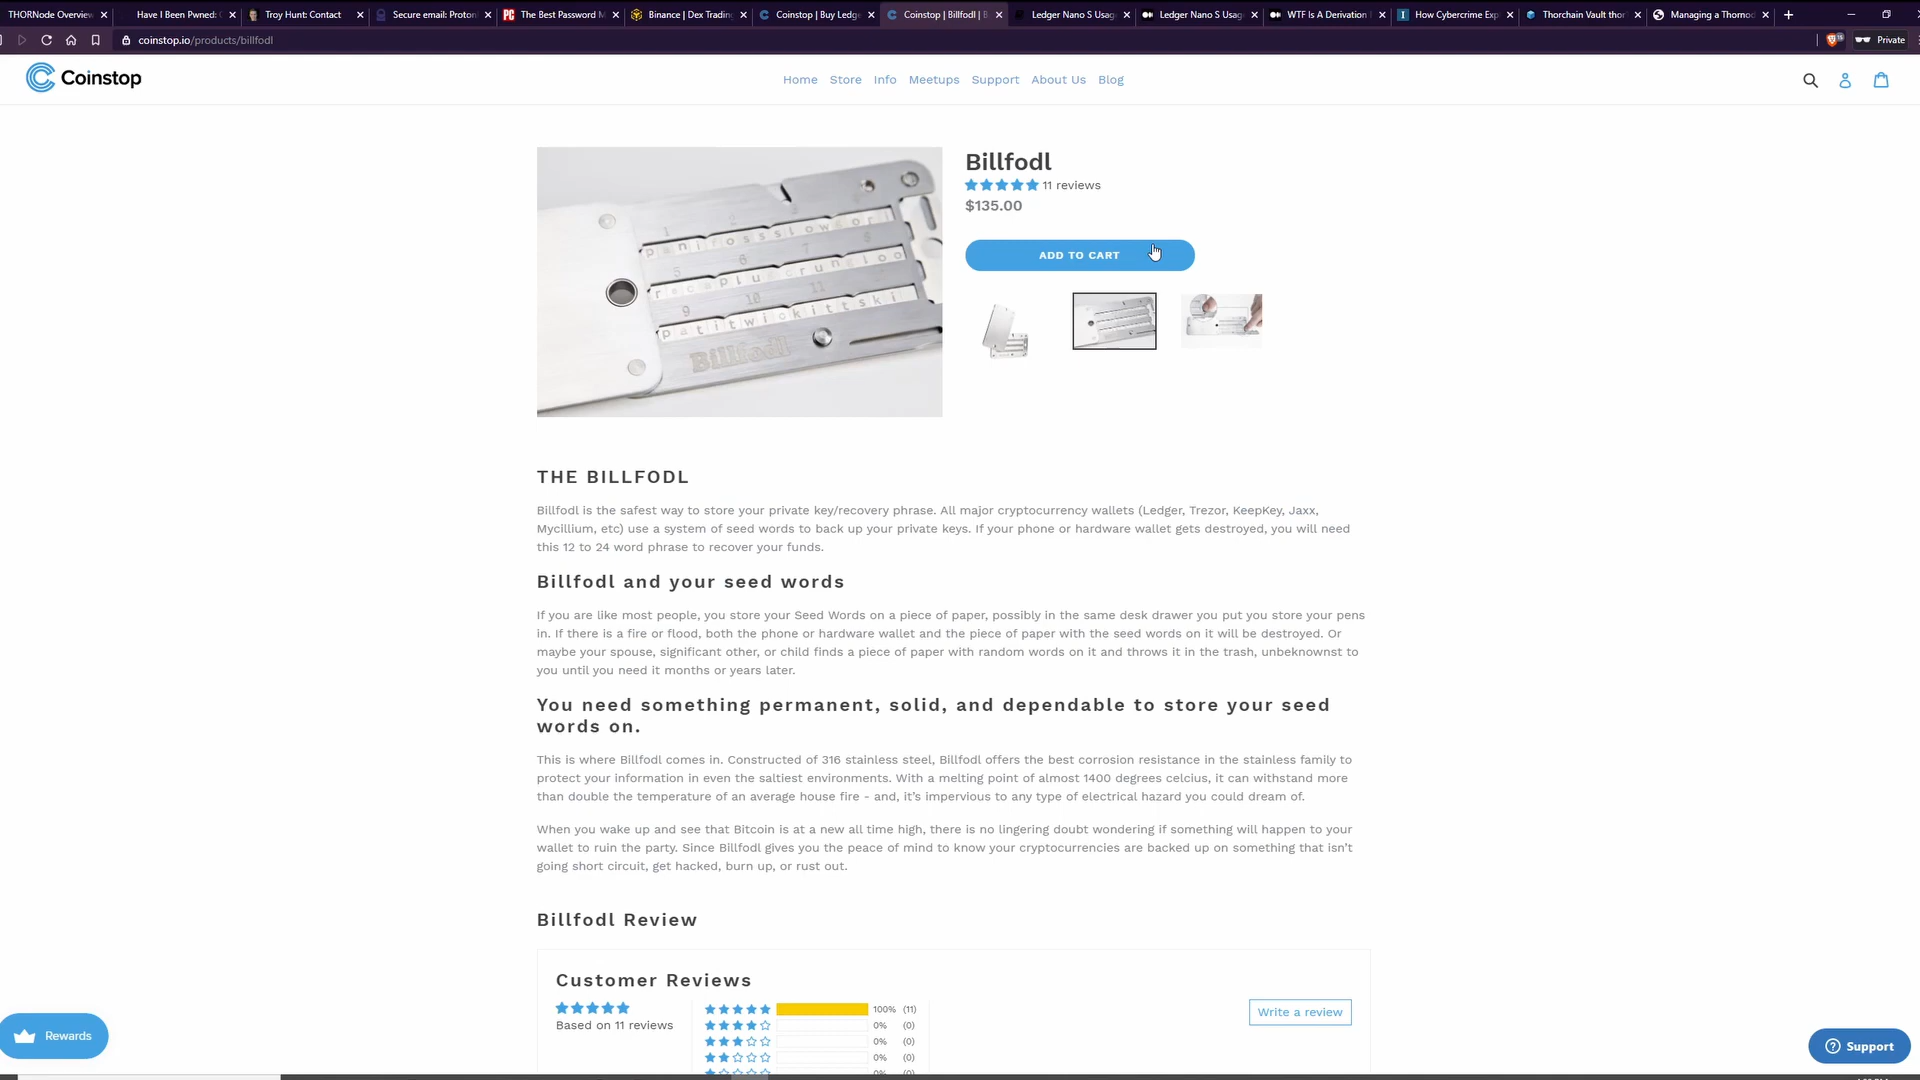 THORNode Overview
Have I Been Pwned:
Troy Hunt: Contact
Secure email: Proton
The Best Password M
Binance | Dex Trading
Coinstop | Buy Ledge
Coinstop | Billfodl | B
Ledger Nano S Usag
Ledger Nano S Usag
WTF Is A Derivation
How Cybercrime Exp
Thorchain Vault thor
Managing a Thornod
coinstop.io/products/billfodl
Private
Coinstop
Home Store Info Meetups Support About Us Blog
Billfodl
11 reviews
$135.00
ADD TO CART
1 2
p a n i f o s s s l o w
5 6 7 8
r e c a p l u s c r u n l o o
9 10 11
p a t i t w i c k i t t s k i
Billfodl
THE BILLFODL
Billfodl is the safest way to store your private key/recovery phrase. All major cryptocurrency wallets (Ledger, Trezor, KeepKey, Jaxx,
Mycillium, etc) use a system of seed words to back up your private keys. If your phone or hardware wallet gets destroyed, you will need
this 12 to 24 word phrase to recover your funds.
Billfodl and your seed words
If you are like most people, you store your Seed Words on a piece of paper, possibly in the same desk drawer you put you store your pens
in. If there is a fire or flood, both the phone or hardware wallet and the piece of paper with the seed words on it will be destroyed. Or
maybe your spouse, significant other, or child finds a piece of paper with random words on it and throws it in the trash, unbeknownst to
you until you need it months or years later.
You need something permanent, solid, and dependable to store your seed
words on.
This is where Billfodl comes in. Constructed of 316 stainless steel, Billfodl offers the best corrosion resistance in the stainless family to
protect your information in even the saltiest environments. With a melting point of almost 1400 degrees celcius, it can withstand more
than double the temperature of an average house fire - and, it's impervious to any type of electrical hazard you could dream of.
When you wake up and see that Bitcoin is at a new all time high, there is no lingering doubt wondering if something will happen to your
wallet to ruin the party. Since Billfodl gives you the peace of mind to know your cryptocurrencies are backed up on something that isn't
going short circuit, get hacked, burn up, or rust out.
Billfodl Review
Customer Reviews
Based on 11 reviews
100% (11)
0% (0)
0% (0)
0% (0)
Write a review
Rewards
Support